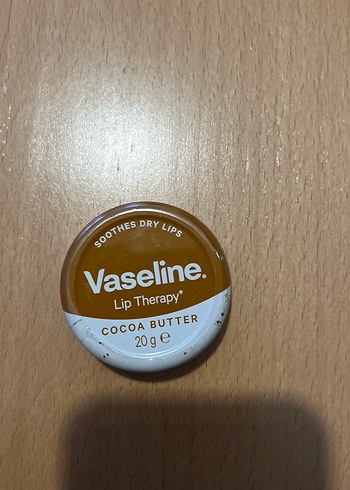 SOOTHES DRY LIPS
Vaseline.
Lip Therapy®
COCOA BUTTER
20 g ℮